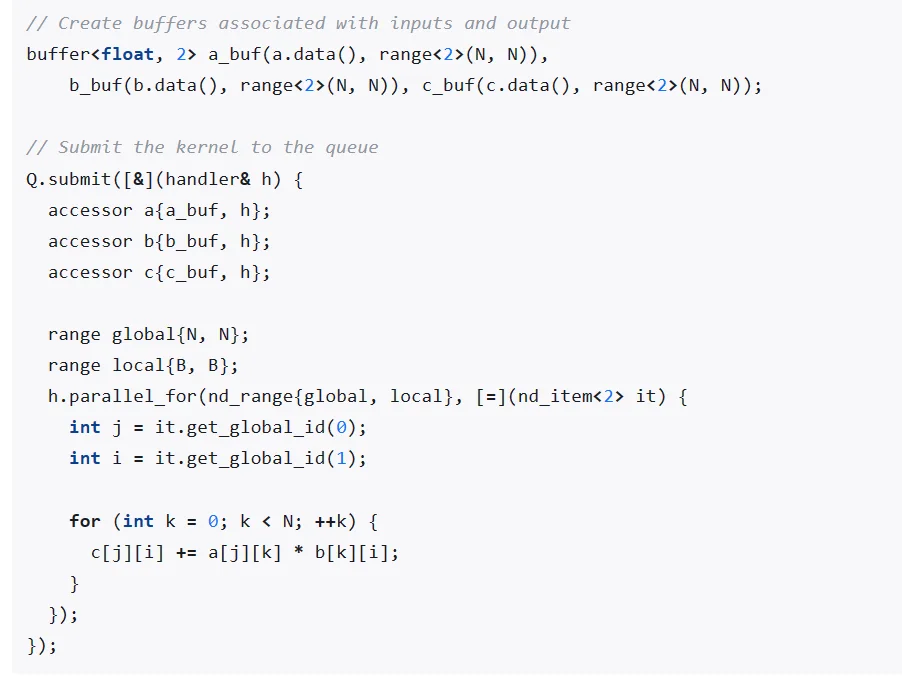 // Create buffers associated with inputs and output
buffer<float, 2> a_buf(a.data(), range<2>(N, N)),
    b_buf(b.data(), range<2>(N, N)), c_buf(c.data(), range<2>(N, N));

// Submit the kernel to the queue
Q.submit([&](handler& h) {
  accessor a{a_buf, h};
  accessor b{b_buf, h};
  accessor c{c_buf, h};

  range global{N, N};
  range local{B, B};
  h.parallel_for(nd_range{global, local}, [=](nd_item<2> it) {
    int j = it.get_global_id(0);
    int i = it.get_global_id(1);

    for (int k = 0; k < N; ++k) {
      c[j][i] += a[j][k] * b[k][i];
    }
  });
});